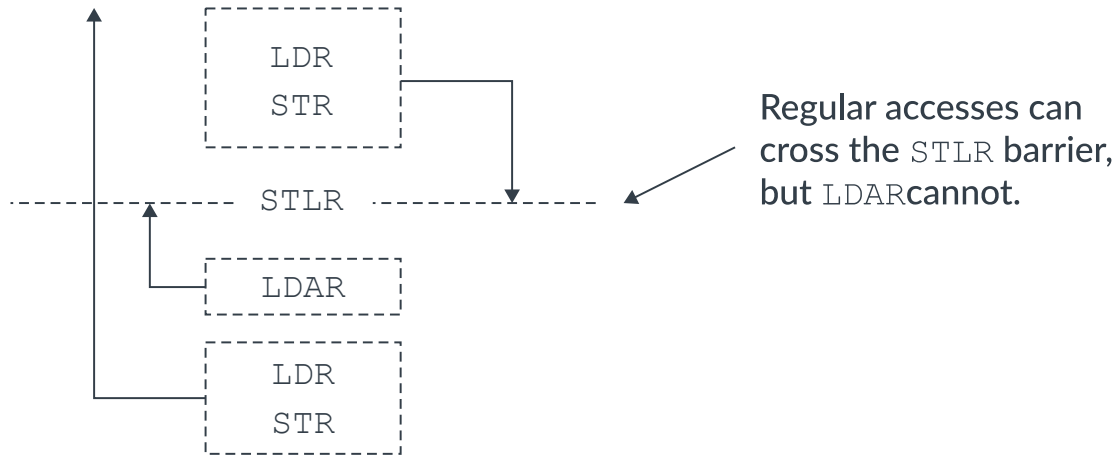 LDR
STR
Regular accesses can
cross the STLR barrier,
but LDARcannot.
STLR
LDAR
LDR
STR